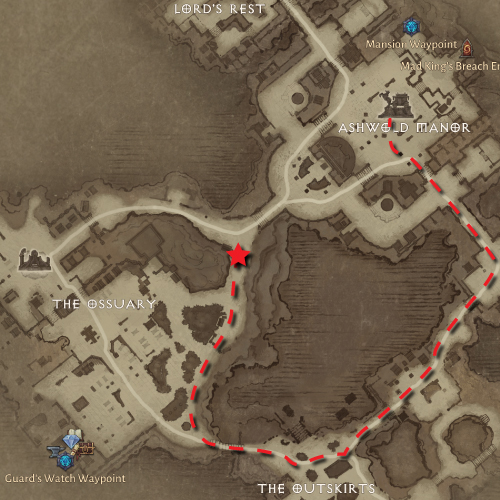 LORD'S REST
Mansion Waypoint
Mad King's Breach En
ASHWOLD MANOR
THE OSSUARY
Guard's Watch Waypoint
THE OUTSKIRTS